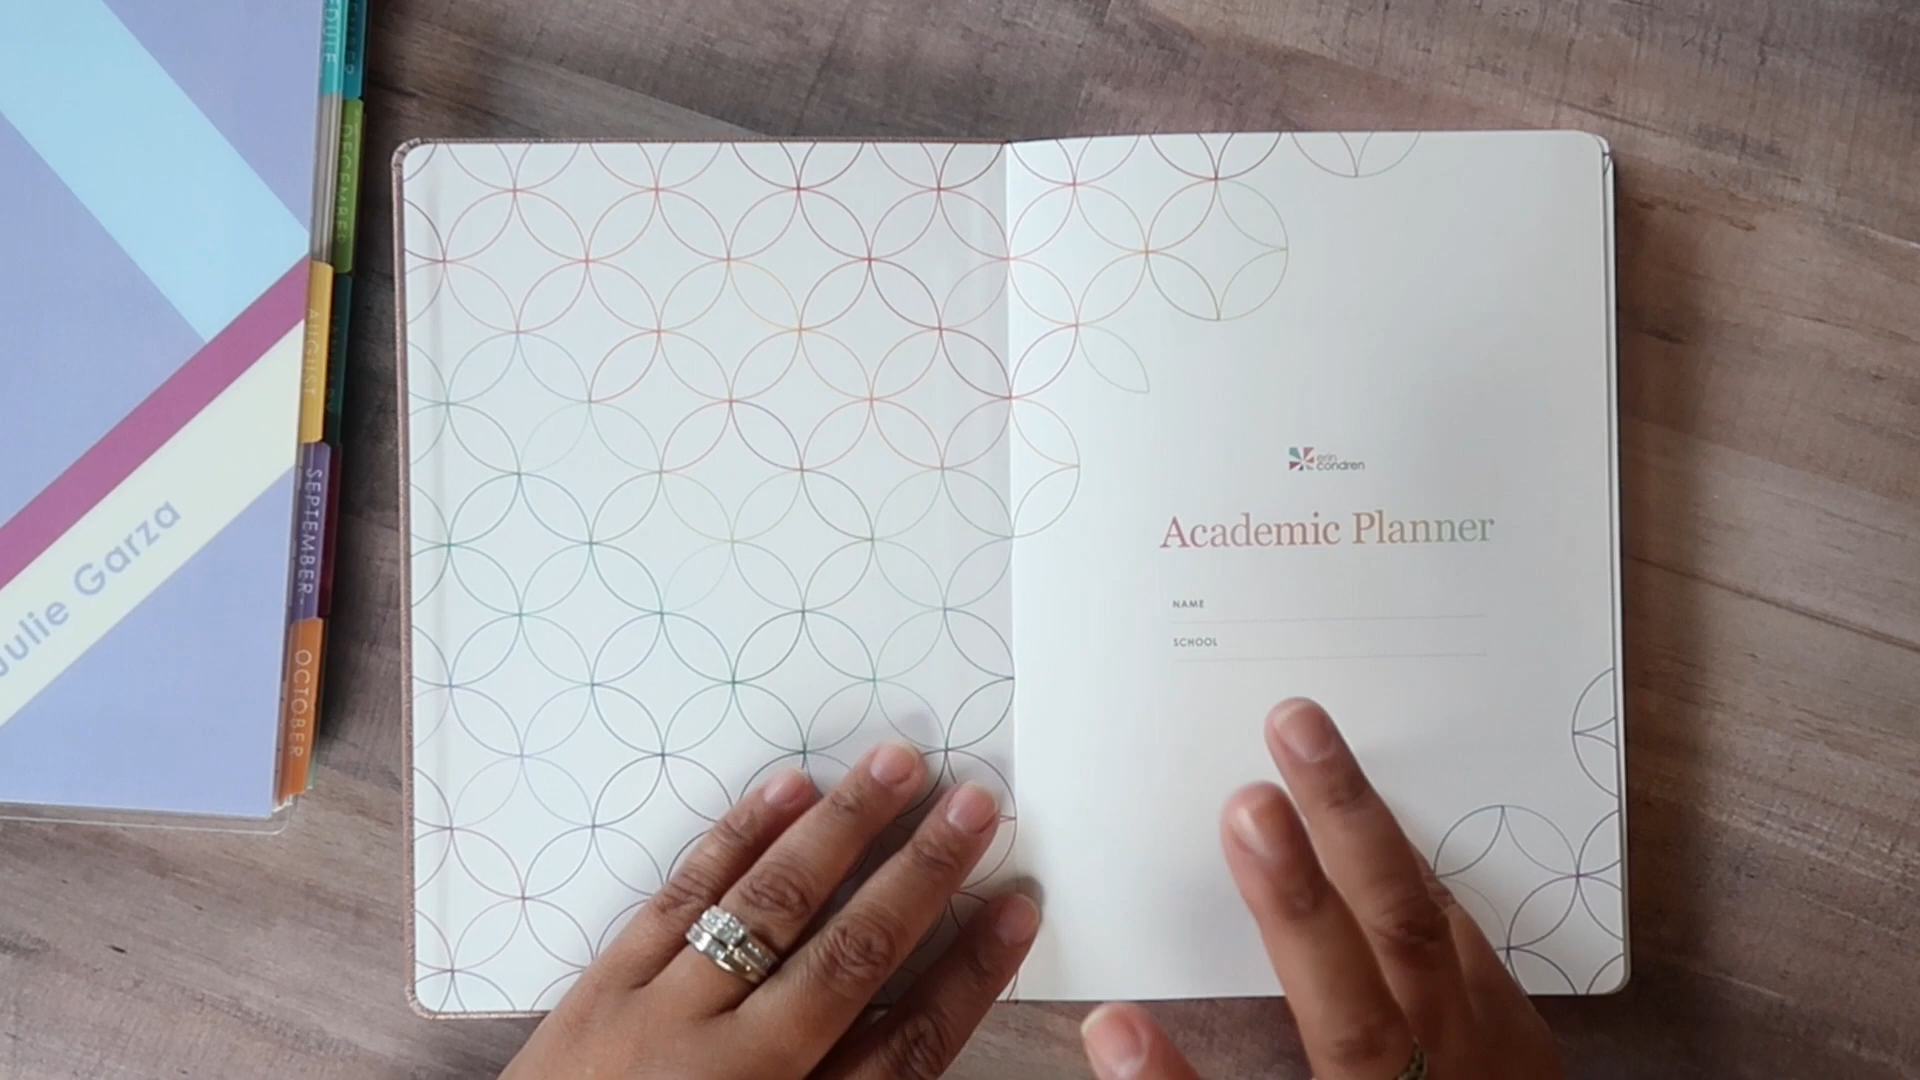 DECEMBER
AUGUST
SEPTEMBER
OCTOBER
Julie Garza
erin
condren
Academic Planner
NAME
SCHOOL